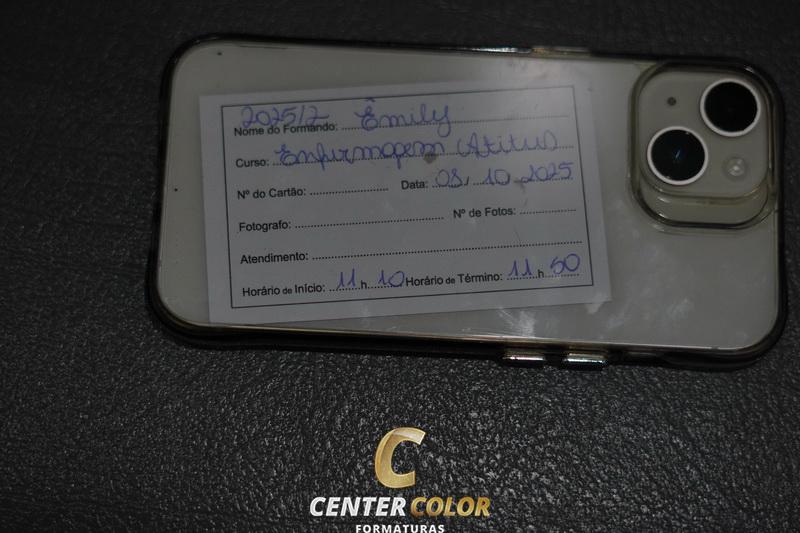 2025/2 Êmily
Nome do Formando: ........
Curso: Enfermagem (Atitus)
Nº do Cartão: ........ Data: 08, 10 2025
Fotografo: ........ Nº de Fotos: ........
Atendimento: ........
Horário de Início: 11 h 10 Horário de Término: 11 h 50
C
CENTER COLOR
FORMATURAS